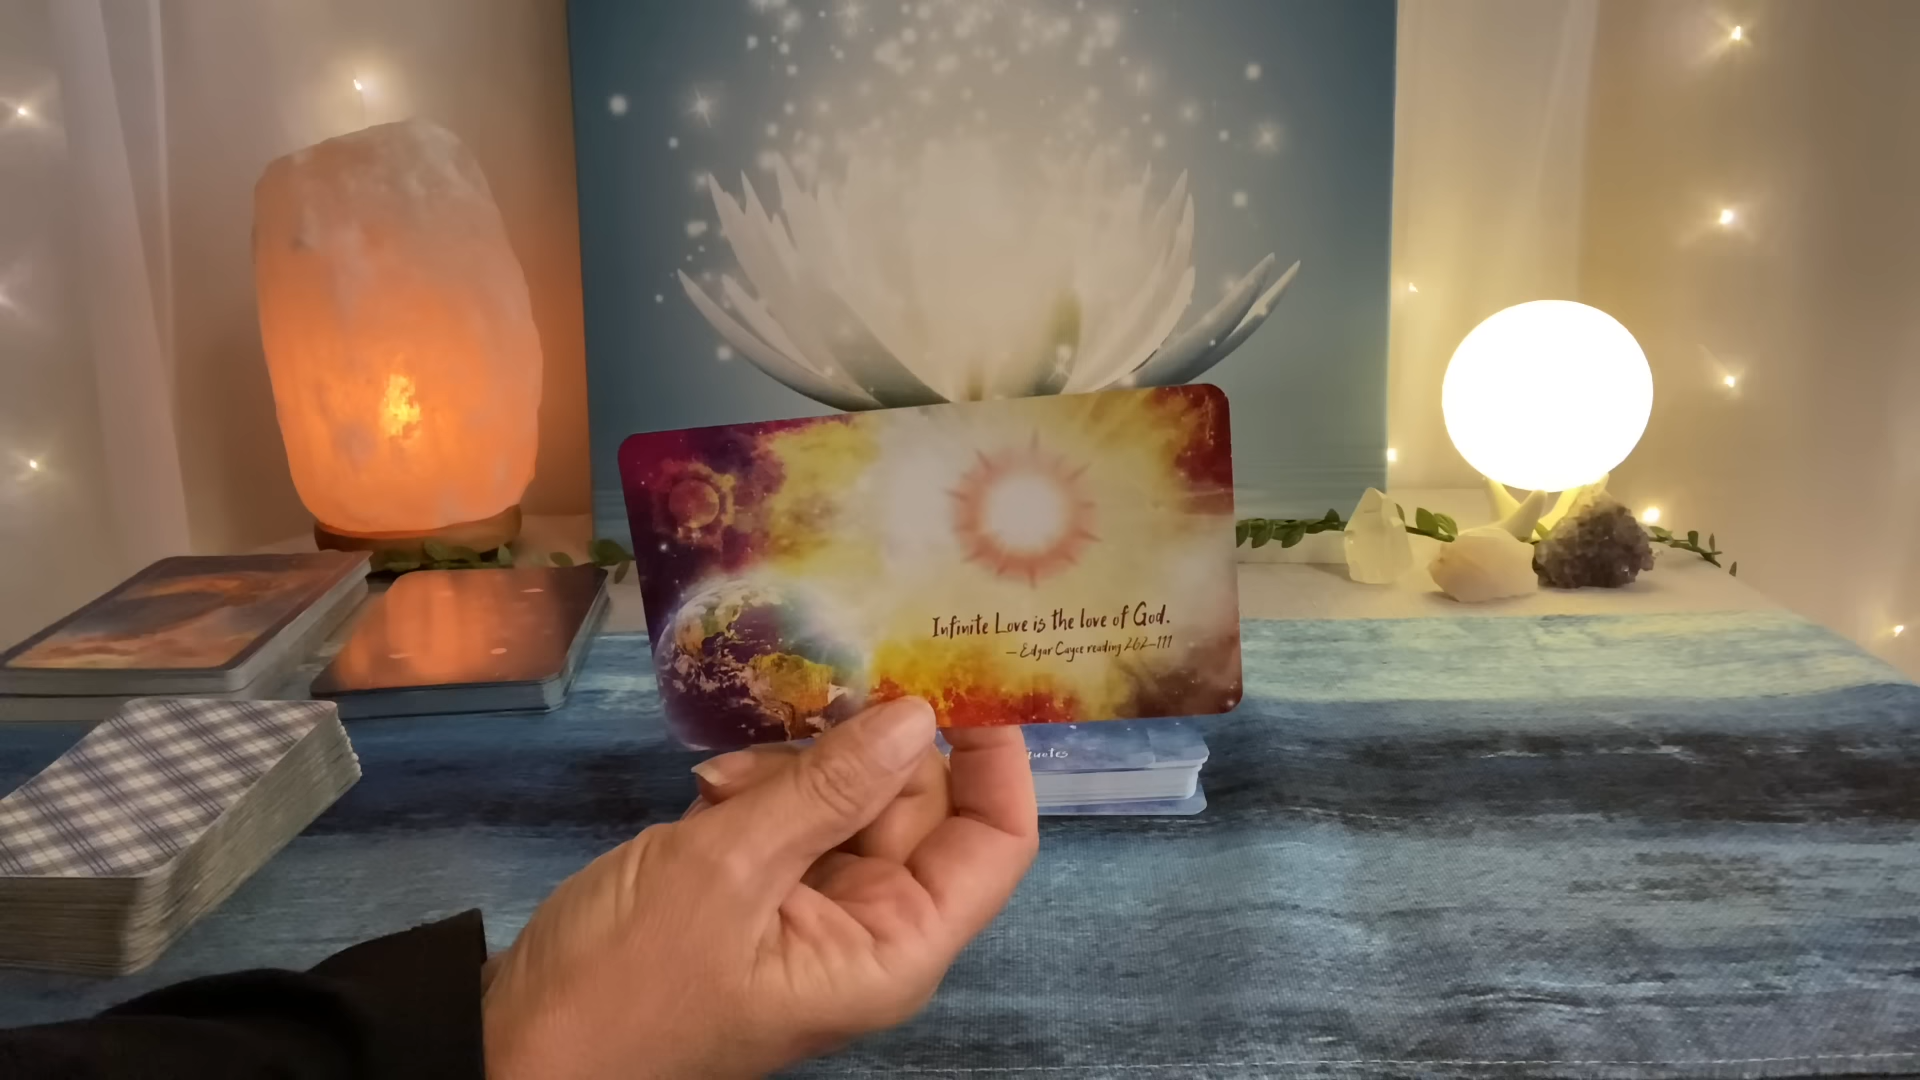 Infinite Love is the love of God.
— Edgar Cayce reading 262-111